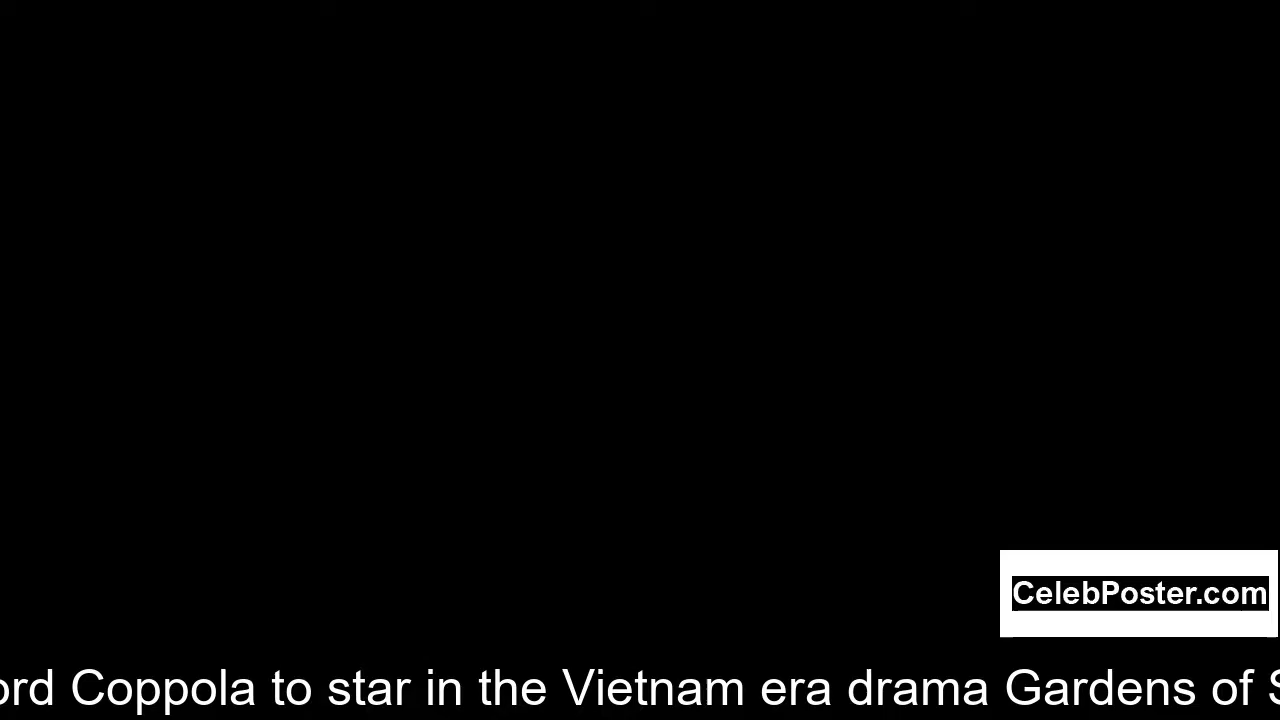 CelebPoster.com
ord Coppola to star in the Vietnam era drama Gardens of S